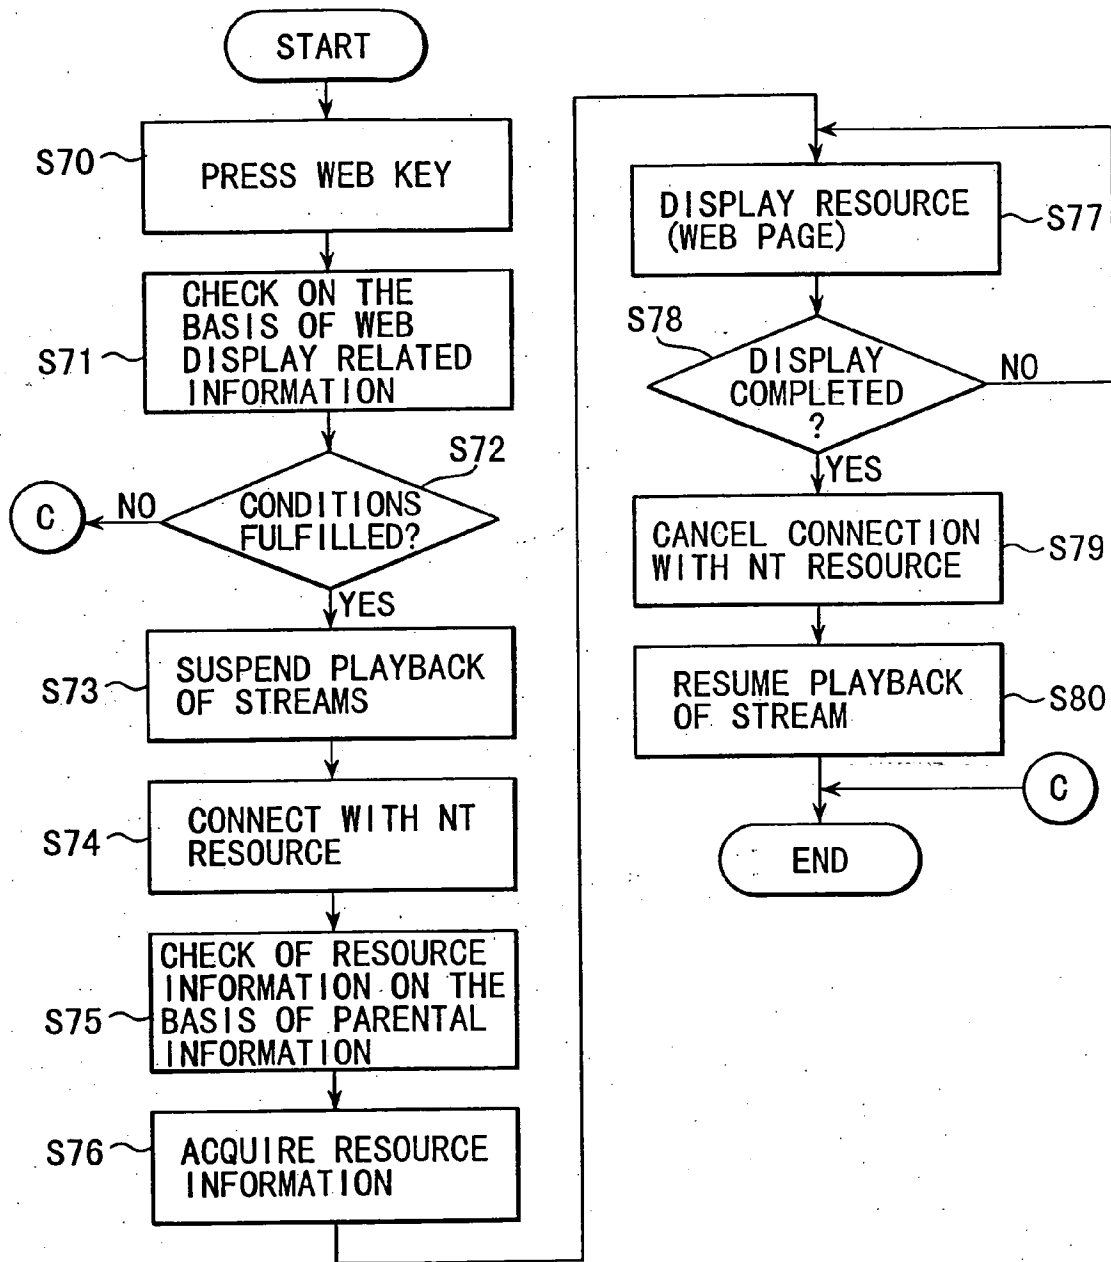 START
S70
PRESS WEB KEY
S71
CHECK ON THE
BASIS OF WEB
DISPLAY RELATED
INFORMATION
S72
CONDITIONS
FULFILLED?
NO
C
YES
S73
SUSPEND PLAYBACK
OF STREAMS
S74
CONNECT WITH NT
RESOURCE
S75
CHECK OF RESOURCE
INFORMATION ON THE
BASIS OF PARENTAL
INFORMATION
S76
ACQUIRE RESOURCE
INFORMATION
DISPLAY RESOURCE
(WEB PAGE)
S77
S78
DISPLAY
COMPLETED
?
NO
YES
CANCEL CONNECTION
WITH NT RESOURCE
S79
RESUME PLAYBACK
OF STREAM
S80
C
END